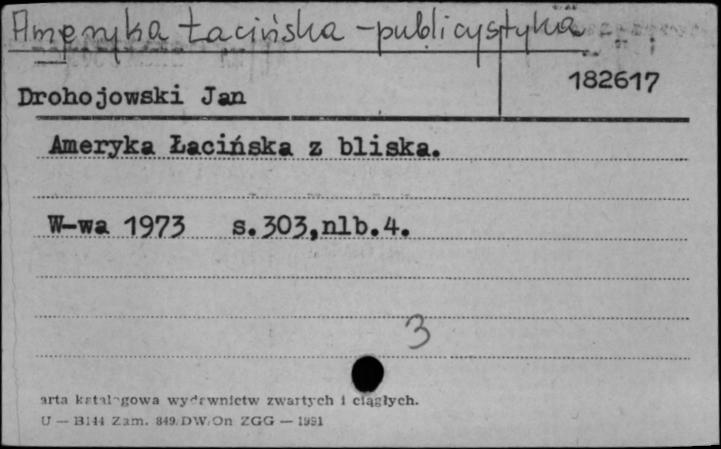 Ameryka Łacińska - publicystyka
182617
Drohojowski Jan
Ameryka Łacińska z bliska.
W-wa 1973 s.303,nlb.4.
3
arta katalogowa wydawnictw zwartych i ciągłych.
U — B144 Zam. 849/DW/On ZGG — 1991